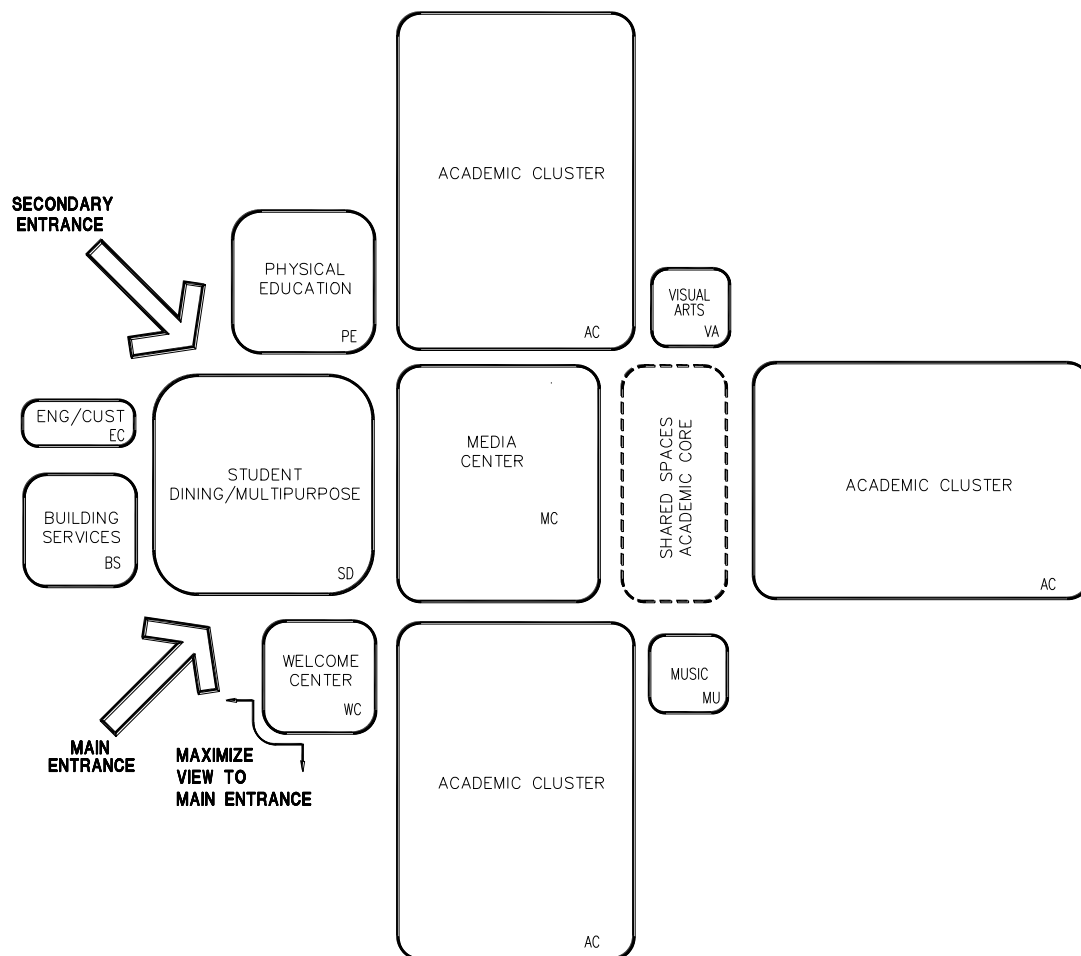 ACADEMIC CLUSTER
AC
SECONDARY
ENTRANCE
PHYSICAL
EDUCATION
PE
VISUAL
ARTS
VA
ENG/CUST
EC
BUILDING
SERVICES
BS
STUDENT
DINING/MULTIPURPOSE
SD
MEDIA
CENTER
MC
SHARED SPACES
ACADEMIC CORE
ACADEMIC CLUSTER
AC
MAIN
ENTRANCE
WELCOME
CENTER
WC
MAXIMIZE
VIEW TO
MAIN ENTRANCE
MUSIC
MU
ACADEMIC CLUSTER
AC